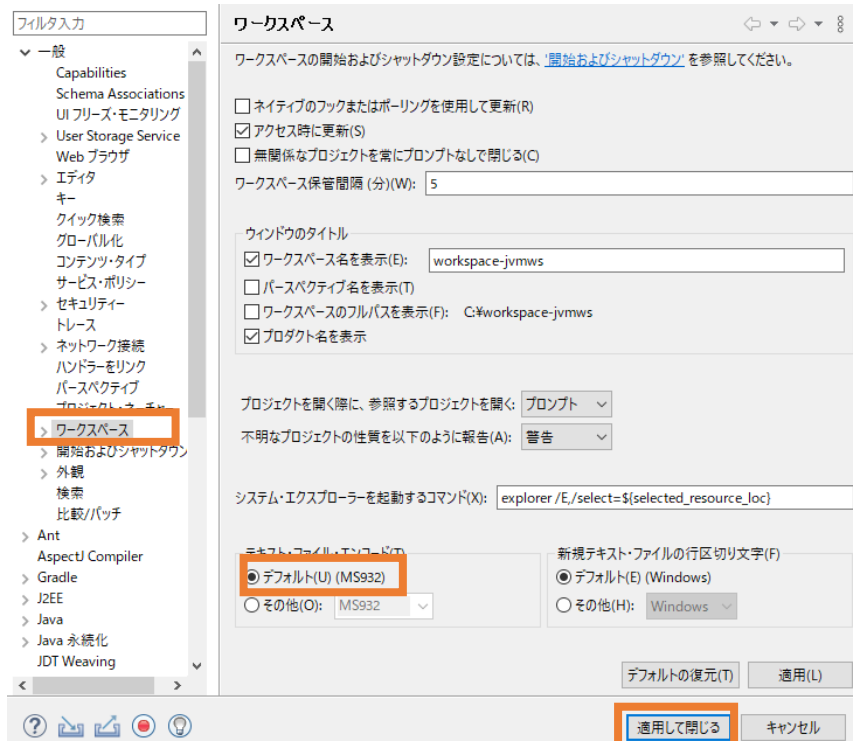 フィルタ入力
一般
Capabilities
Schema Associations
UI フリーズ・モニタリング
User Storage Service
Web ブラウザ
エディタ
キー
クイック検索
グローバル化
コンテンツ・タイプ
サービス・ポリシー
セキュリティー
トレース
ネットワーク接続
ハンドラーをリンク
パースペクティブ
プロジェクト・ネーチャー
ワークスペース
開始およびシャットダウン
外観
検索
比較/パッチ
Ant
AspectJ Compiler
Gradle
J2EE
Java
Java 永続化
JDT Weaving
ワークスペース
ワークスペースの開始およびシャットダウン設定については、'開始およびシャットダウン' を参照してください。
ネイティブのフックまたはポーリングを使用して更新(R)
アクセス時に更新(S)
無関係なプロジェクトを常にプロンプトなしで閉じる(C)
ワークスペース保管間隔 (分)(W): 5
ウィンドウのタイトル
ワークスペース名を表示(E): workspace-jvmws
パースペクティブ名を表示(T)
ワークスペースのフルパスを表示(F): C:¥workspace-jvmws
プロダクト名を表示
プロジェクトを開く際に、参照するプロジェクトを開く: プロンプト
不明なプロジェクトの性質を以下のように報告(A): 警告
システム・エクスプローラーを起動するコマンド(X): explorer /E,/select=${selected_resource_loc}
テキスト・ファイル・エンコード(T)
デフォルト(U) (MS932)
その他(O): MS932
新規テキスト・ファイルの行区切り文字(F)
デフォルト(E) (Windows)
その他(H): Windows
デフォルトの復元(T) 適用(L)
適用して閉じる キャンセル